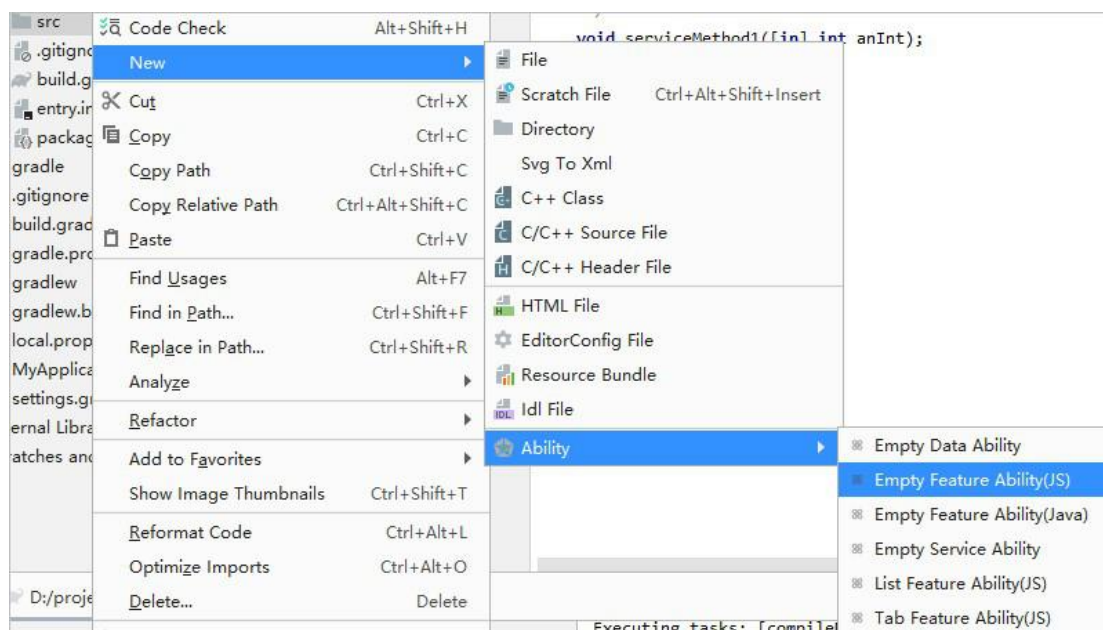 src
.gitigno
build.g
entry.in
packag
gradle
.gitignore
build.grad
gradle.pro
gradlew
gradlew.b
local.prop
MyApplica
settings.gr
ernal Libra
ratches and
D:/proje
Code Check Alt+Shift+H
New
Cut Ctrl+X
Copy Ctrl+C
Copy Path Ctrl+Shift+C
Copy Relative Path Ctrl+Alt+Shift+C
Paste Ctrl+V
Find Usages Alt+F7
Find in Path... Ctrl+Shift+F
Replace in Path... Ctrl+Shift+R
Analyze
Refactor
Add to Favorites
Show Image Thumbnails Ctrl+Shift+T
Reformat Code Ctrl+Alt+L
Optimize Imports Ctrl+Alt+O
Delete... Delete
void serviceMethod1([in] int anInt);
File
Scratch File Ctrl+Alt+Shift+Insert
Directory
Svg To Xml
C++ Class
C/C++ Source File
C/C++ Header File
HTML File
EditorConfig File
Resource Bundle
Idl File
Ability
Empty Data Ability
Empty Feature Ability(JS)
Empty Feature Ability(Java)
Empty Service Ability
List Feature Ability(JS)
Tab Feature Ability(JS)
Executing tasks: [compile